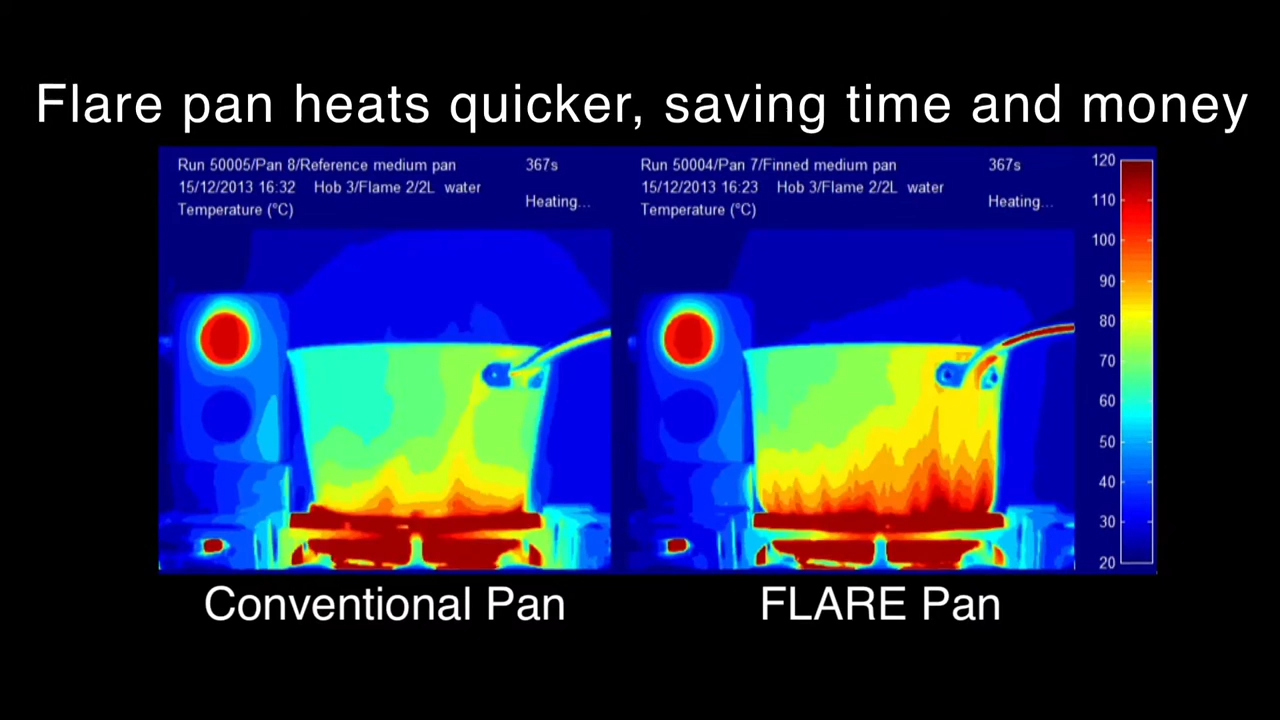 Flare pan heats quicker, saving time and money
Run 50005/Pan 8/Reference medium pan 367s
15/12/2013 16:32 Hob 3/Flame 2/2L water
Temperature (°C) Heating...
Run 50004/Pan 7/Finned medium pan 367s
15/12/2013 16:23 Hob 3/Flame 2/2L water
Temperature (°C) Heating...
120
110
100
90
80
70
60
50
40
30
20
Conventional Pan
FLARE Pan